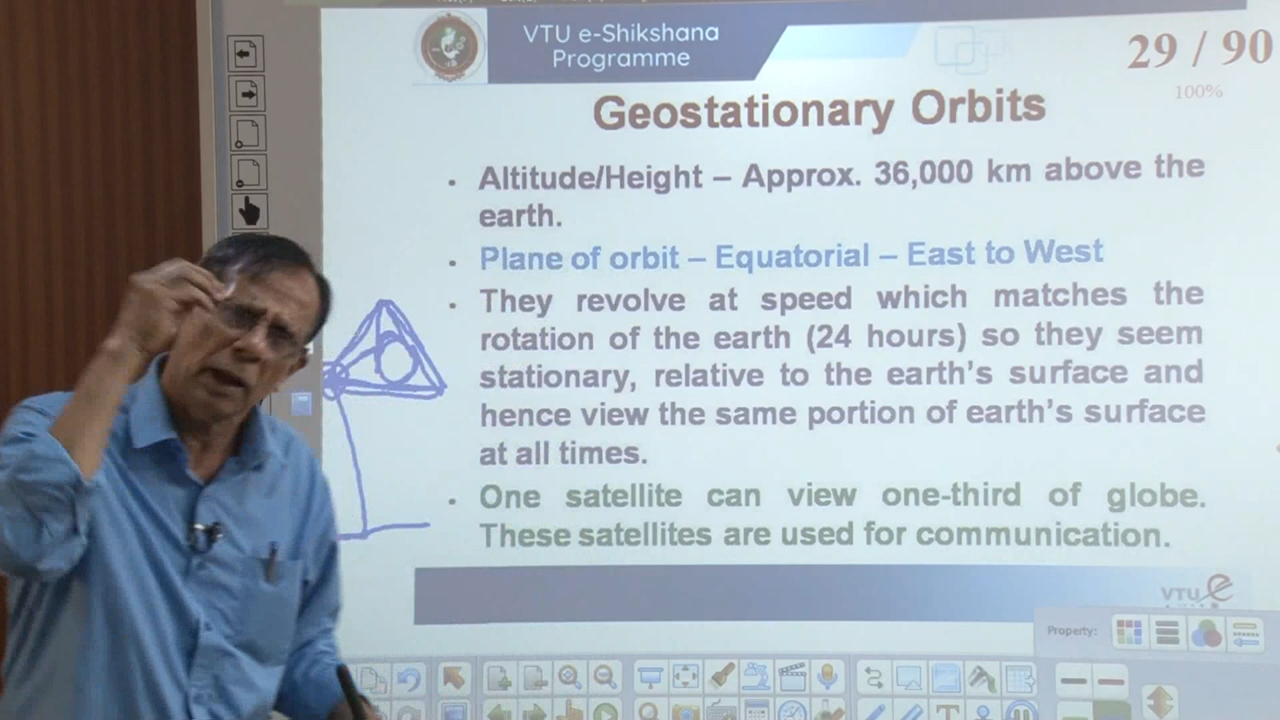 VTU e-Shikshana
Programme
29 / 90
100%
Geostationary Orbits
• Altitude/Height – Approx. 36,000 km above the
earth.
• Plane of orbit – Equatorial – East to West
• They revolve at speed which matches the
rotation of the earth (24 hours) so they seem
stationary, relative to the earth's surface and
hence view the same portion of earth's surface
at all times.
• One satellite can view one-third of globe.
These satellites are used for communication.
VTU e
Property: